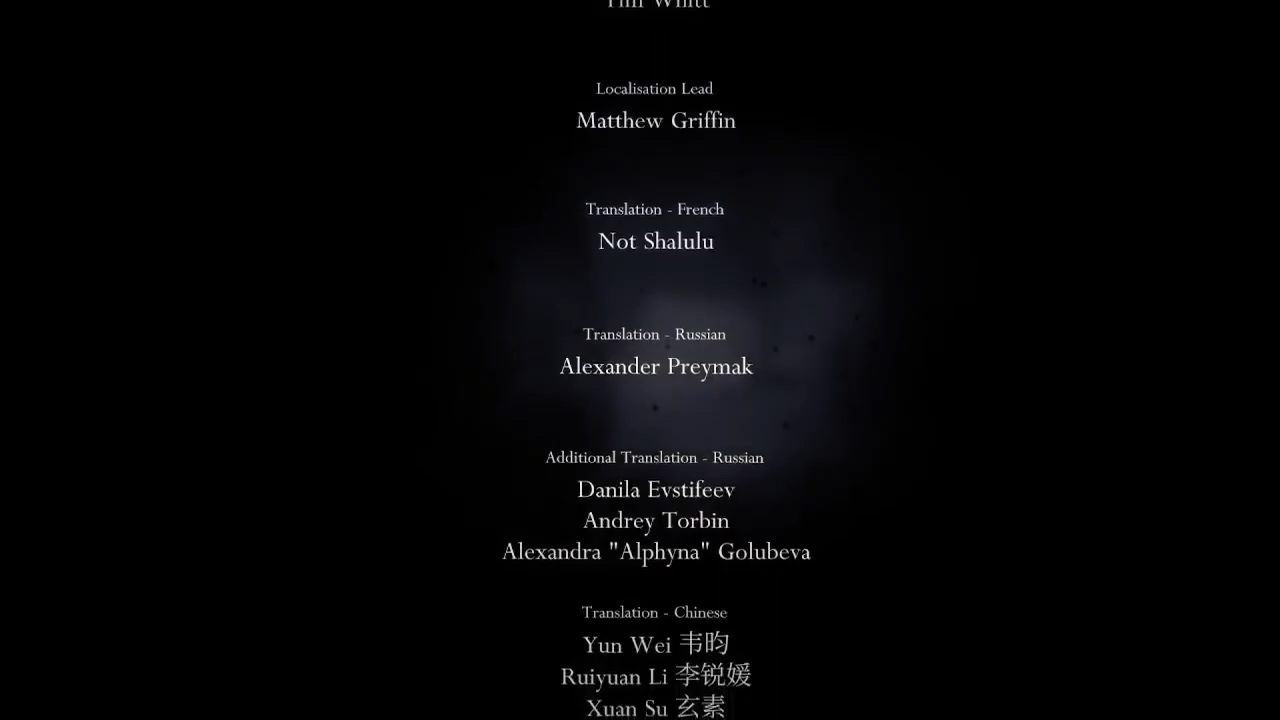 Localisation Lead
Matthew Griffin
Translation - French
Not Shalulu
Translation - Russian
Alexander Preymak
Additional Translation - Russian
Danila Evstifeev
Andrey Torbin
Alexandra "Alphyna" Golubeva
Translation - Chinese
Yun Wei 韦昀
Ruiyuan Li 李锐媛
Xuan Su 玄素